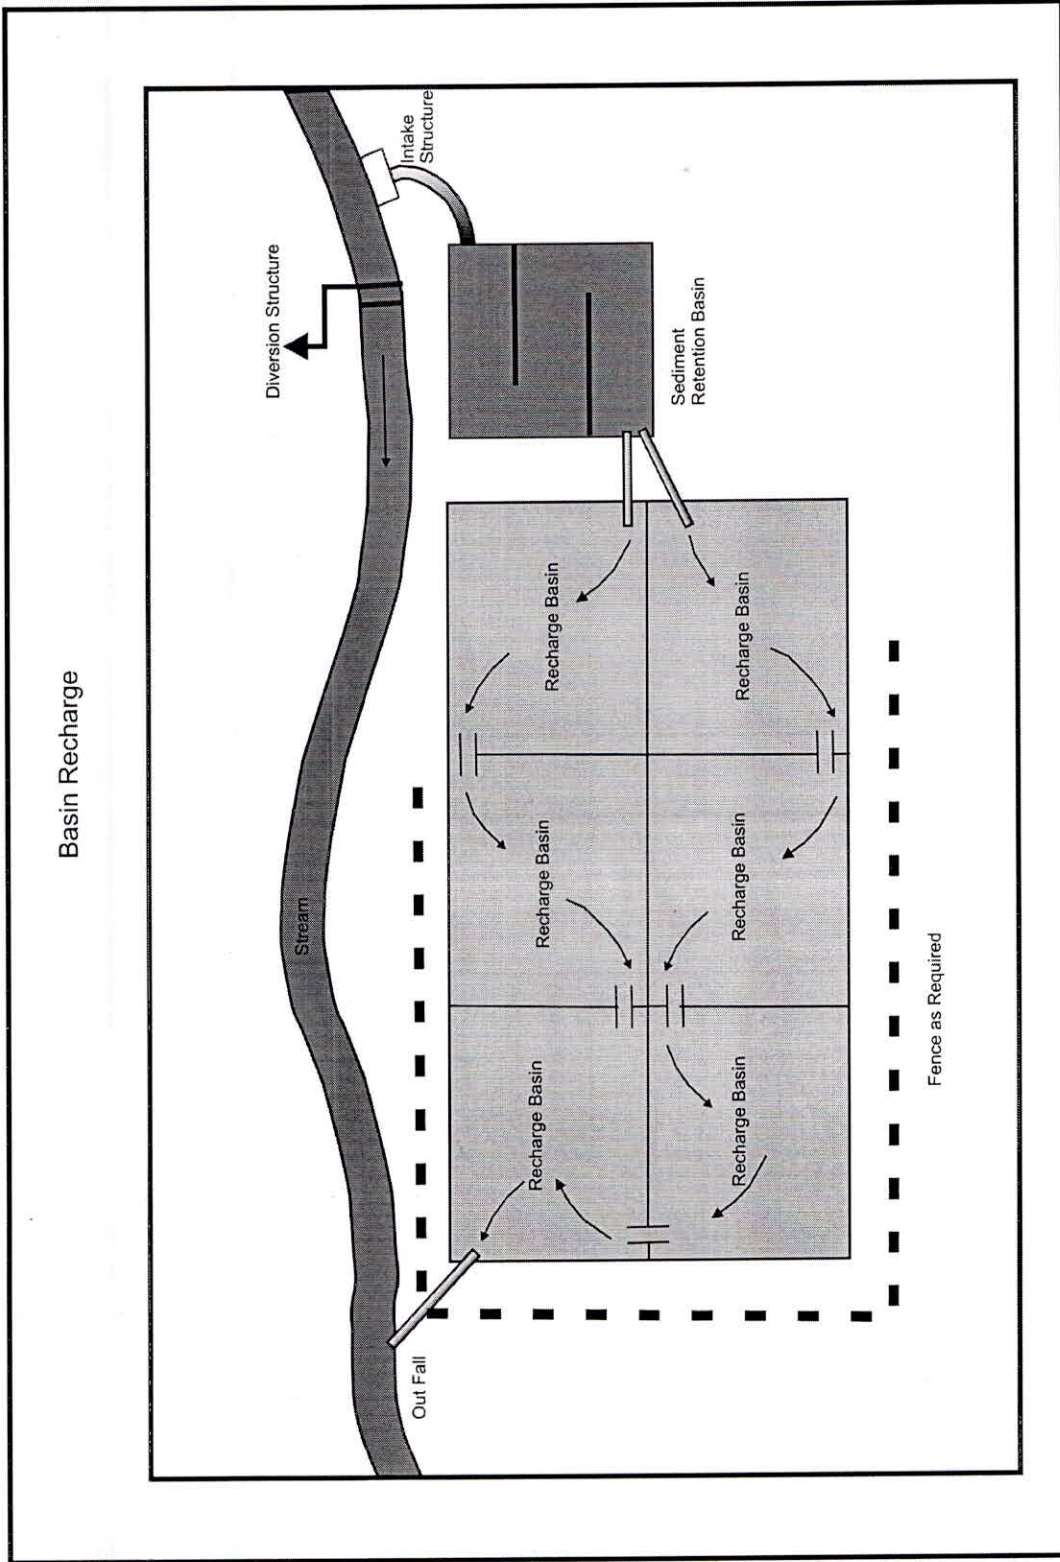 Basin Recharge
Diversion Structure
Stream
Intake
Structure
Out Fall
Recharge Basin
Recharge Basin
Recharge Basin
Sediment
Retention Basin
Recharge Basin
Recharge Basin
Recharge Basin
Fence as Required